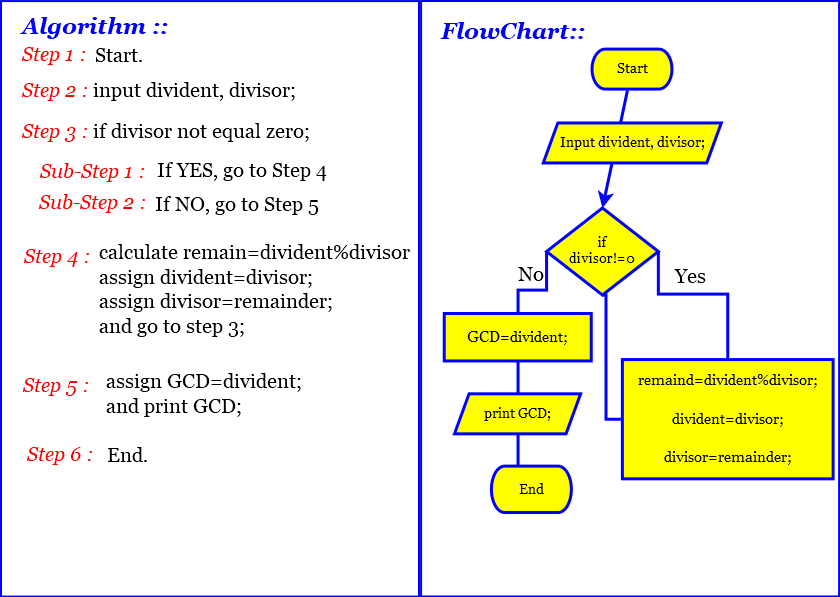 Algorithm ::
Step 1 : Start.
Step 2 : input divident, divisor;
Step 3 : if divisor not equal zero;
Sub-Step 1 : If YES, go to Step 4
Sub-Step 2 : If NO, go to Step 5
Step 4 : calculate remain=divident%divisor
assign divident=divisor;
assign divisor=remainder;
and go to step 3;
Step 5 : assign GCD=divident;
and print GCD;
Step 6 : End.
FlowChart::
Start
Input divident, divisor;
if
divisor!=0
No
Yes
GCD=divident;
print GCD;
End
remaind=divident%divisor;
divident=divisor;
divisor=remainder;